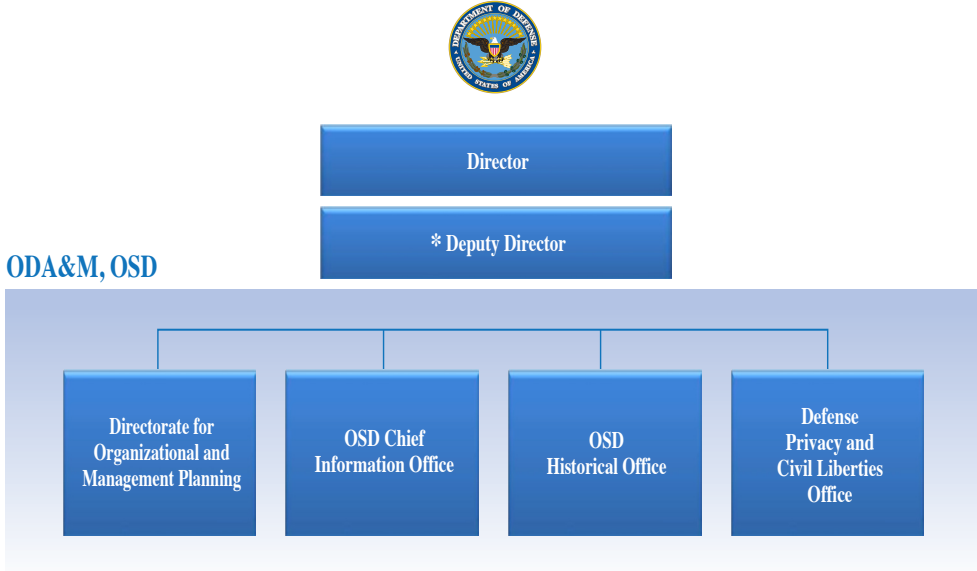 DEPARTMENT OF DEFENSE
UNITED STATES OF AMERICA
Director
* Deputy Director
ODA&M, OSD
Directorate for
Organizational and
Management Planning
OSD Chief
Information Office
OSD
Historical Office
Defense
Privacy and
Civil Liberties
Office